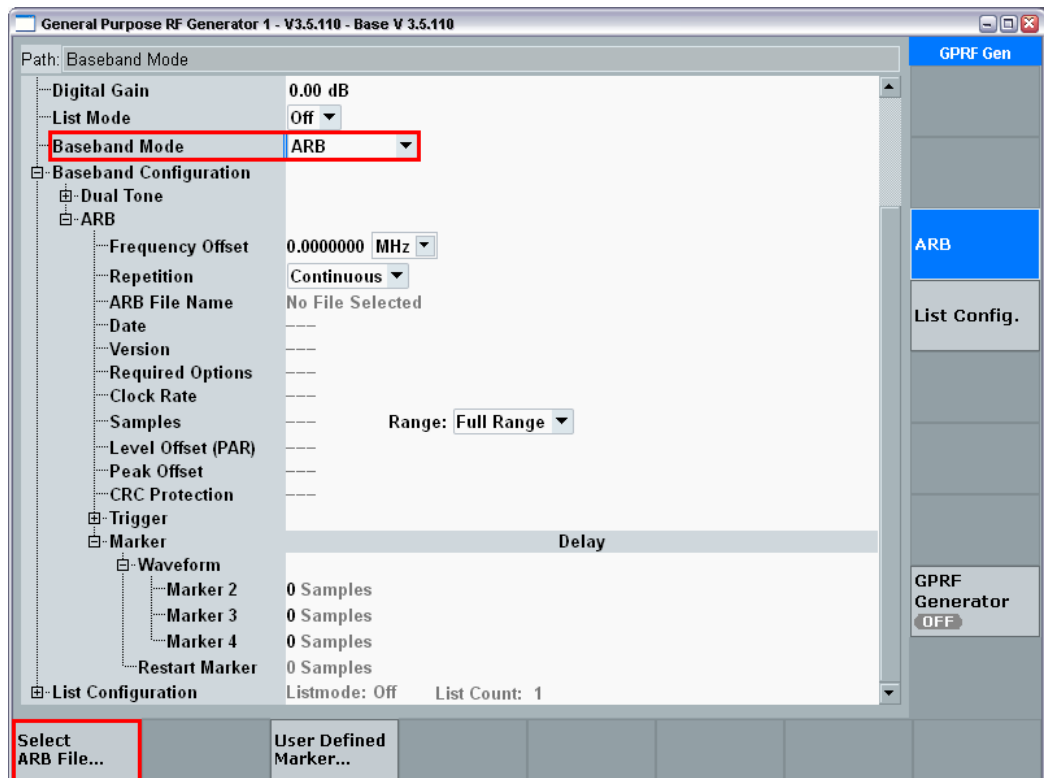 General Purpose RF Generator 1 - V3.5.110 - Base V 3.5.110
Path: Baseband Mode
GPRF Gen
Digital Gain 0.00 dB
List Mode Off
Baseband Mode ARB
Baseband Configuration
Dual Tone
ARB
Frequency Offset 0.0000000 MHz
Repetition Continuous
ARB File Name No File Selected
Date ---
Version ---
Required Options ---
Clock Rate ---
Samples --- Range: Full Range
Level Offset (PAR) ---
Peak Offset ---
CRC Protection ---
Trigger
Marker Delay
Waveform
Marker 2 0 Samples
Marker 3 0 Samples
Marker 4 0 Samples
Restart Marker 0 Samples
List Configuration Listmode: Off List Count: 1
ARB
List Config.
GPRF
Generator
OFF
Select
ARB File...
User Defined
Marker...